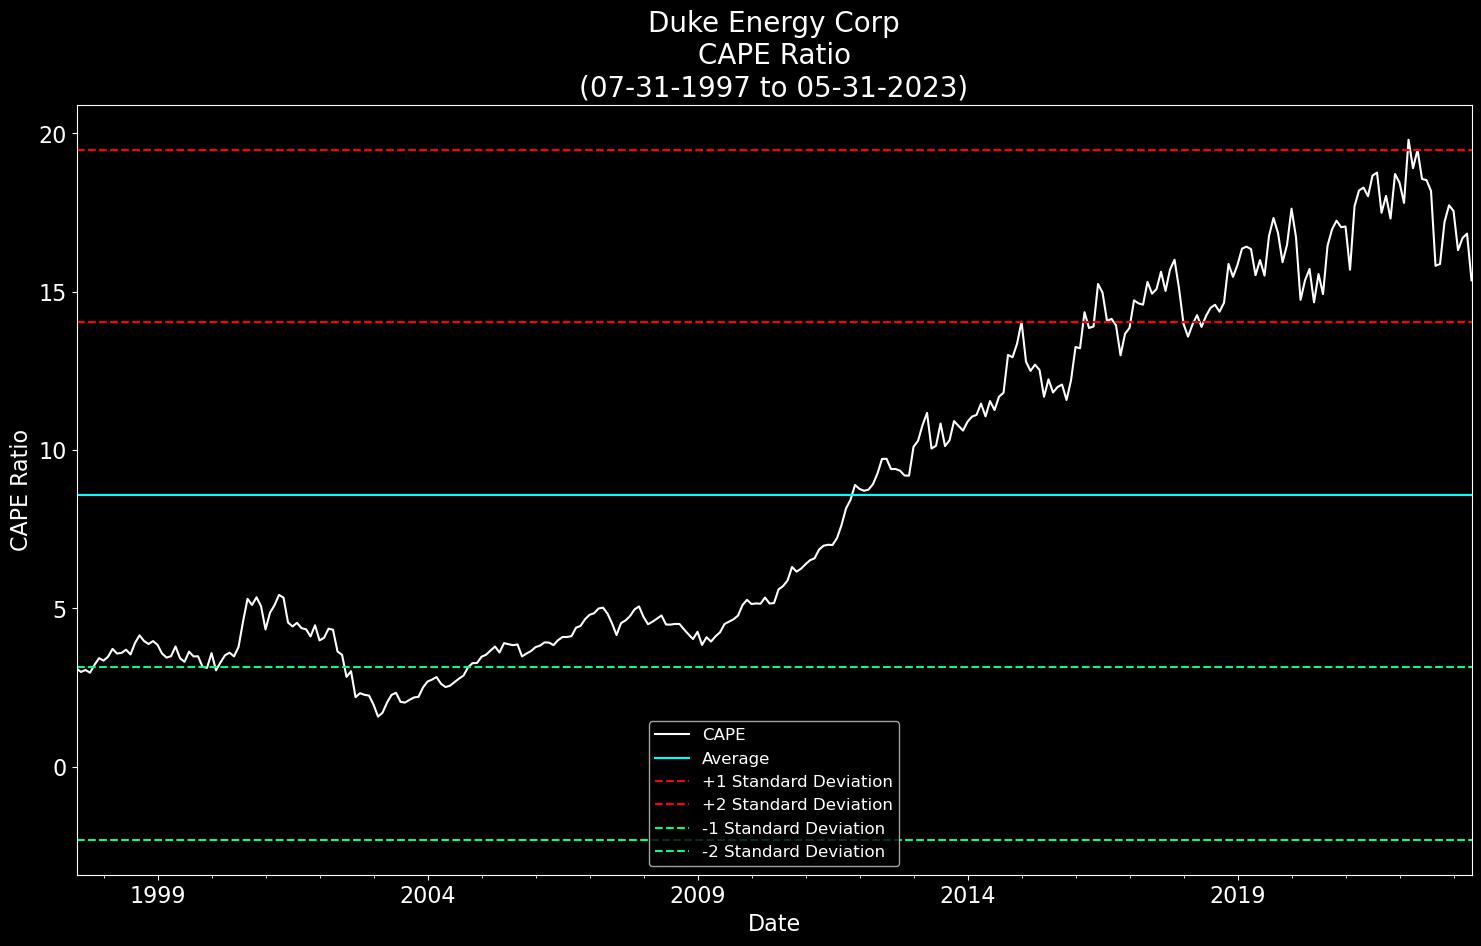 Duke Energy Corp
CAPE Ratio
(07-31-1997 to 05-31-2023)
20
15
10
5
0
CAPE Ratio
CAPE
Average
+1 Standard Deviation
+2 Standard Deviation
-1 Standard Deviation
-2 Standard Deviation
1999 2004 2009 2014 2019
Date